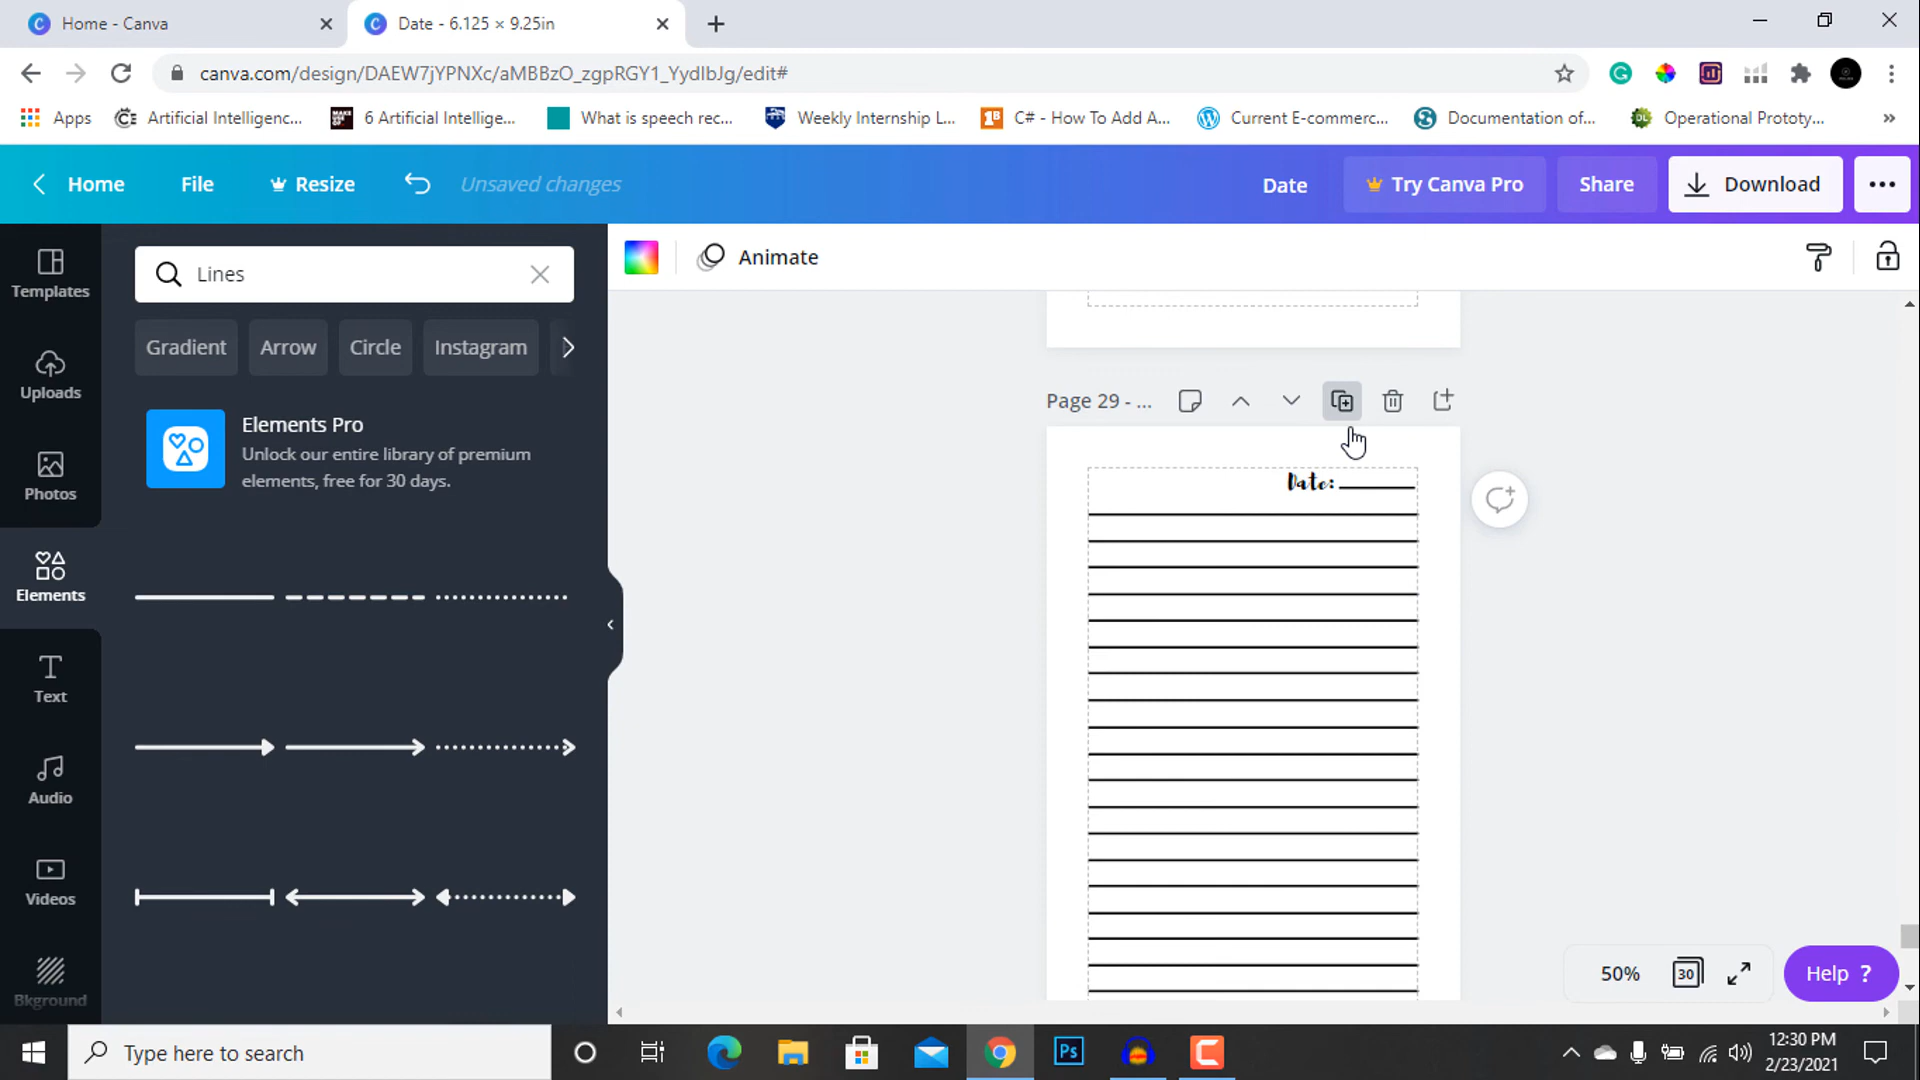 Home - Canva
Date - 6.125 × 9.25in
canva.com/design/DAEW7jYPNXc/aMBBzO_zgpRGY1_YydIbJg/edit#
Apps
Artificial Intelligenc...
6 Artificial Intellige...
What is speech rec...
Weekly Internship L...
C# - How To Add A...
Current E-commerc...
Documentation of...
Operational Prototy...
Home
File
Resize
Unsaved changes
Date
Try Canva Pro
Share
Download
Templates
Uploads
Photos
Elements
Text
Audio
Videos
Bkground
Lines
Gradient
Arrow
Circle
Instagram
Elements Pro
Unlock our entire library of premium
elements, free for 30 days.
Animate
Page 29 - ...
Date:
50%
30
Help ?
Type here to search
Ps
12:30 PM
2/23/2021